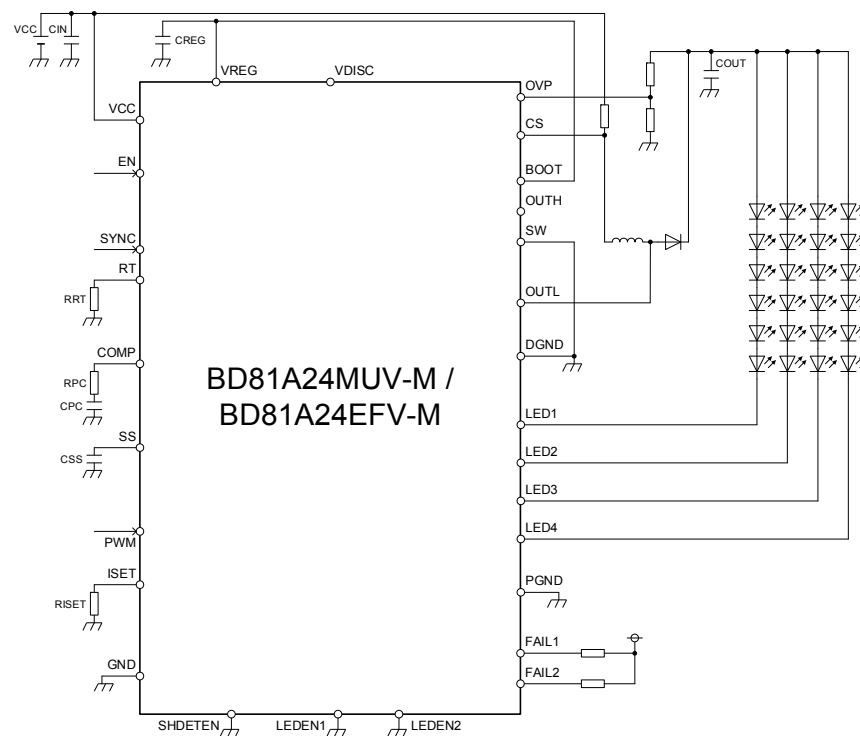 VCC
CIN
CREG
COUT
VREG
VDISC
OVP
VCC
CS
EN
BOOT
OUTH
SYNC
SW
RT
RRT
OUTL
COMP
DGND
RPC
CPC
BD81A24MUV-M /
BD81A24EFV-M
LED1
SS
CSS
LED2
LED3
PWM
LED4
ISET
RISET
PGND
FAIL1
GND
FAIL2
SHDETEN
LEDEN1
LEDEN2